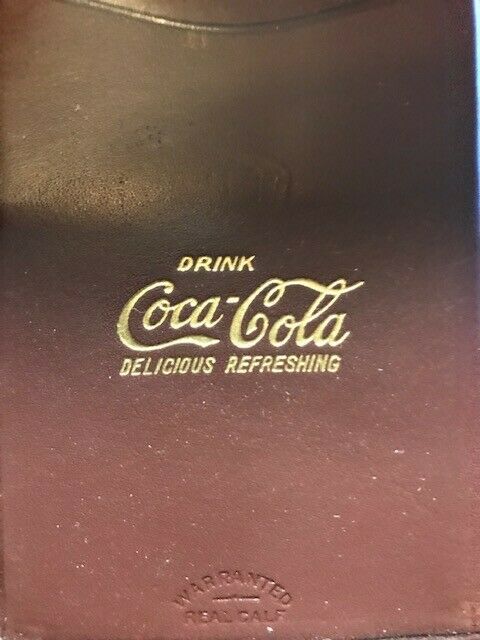 DRINK
Coca-Cola
DELICIOUS REFRESHING
WARRANTED
REAL CALF